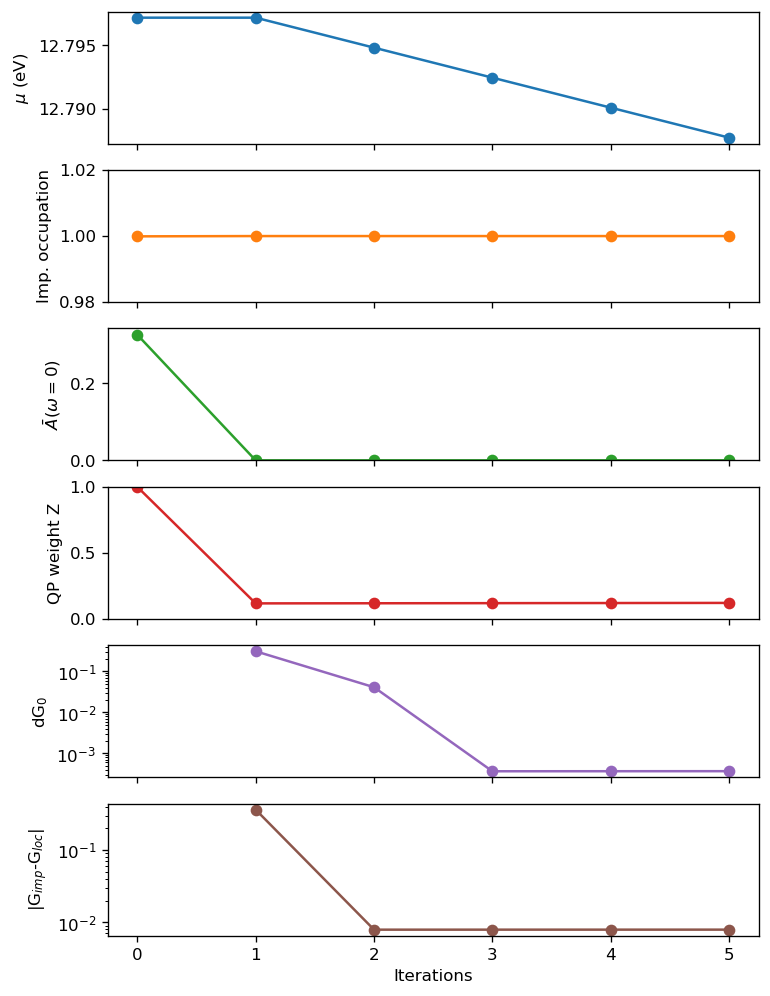 μ (eV)
12.795
12.790
Imp. occupation
1.02
1.00
0.98
Ā(ω = 0)
0.2
0.0
QP weight Z
1.0
0.5
0.0
dG₀
10⁻¹
10⁻²
10⁻³
|G_imp-G_loc|
10⁻¹
10⁻²
0 1 2 3 4 5
Iterations